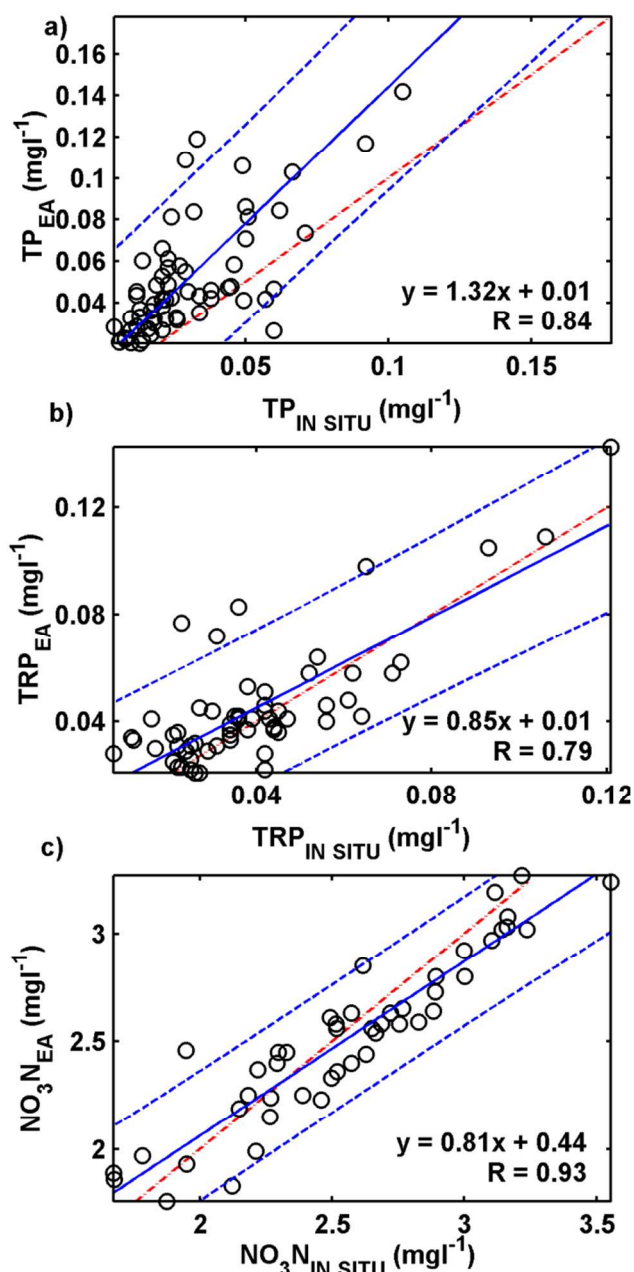 a)
0.16
0.14
0.12
0.1
0.08
0.06
0.04
TP_EA (mgl⁻¹)
y = 1.32x + 0.01
R = 0.84
0.05 0.1 0.15
TP_IN SITU (mgl⁻¹)
b)
0.12
0.08
0.04
TRP_EA (mgl⁻¹)
y = 0.85x + 0.01
R = 0.79
0.04 0.08 0.12
TRP_IN SITU (mgl⁻¹)
c)
3
2.5
2
NO₃N_EA (mgl⁻¹)
y = 0.81x + 0.44
R = 0.93
2 2.5 3 3.5
NO₃N_IN SITU (mgl⁻¹)